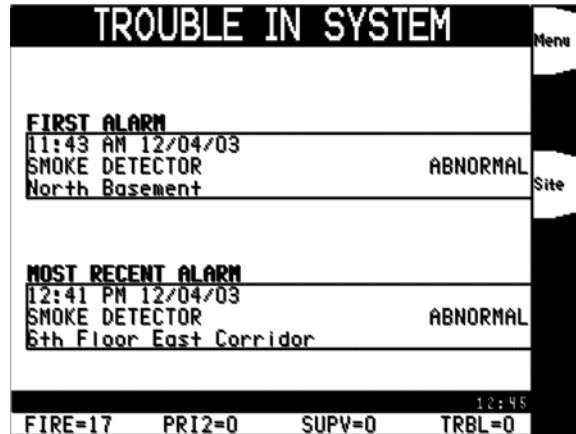 TROUBLE IN SYSTEM
Menu
FIRST ALARM
11:43 AM 12/04/03
SMOKE DETECTOR ABNORMAL
North Basement
Site
MOST RECENT ALARM
12:41 PM 12/04/03
SMOKE DETECTOR ABNORMAL
6th Floor East Corridor
12:45
FIRE=17 PRI2=0 SUPV=0 TRBL=0